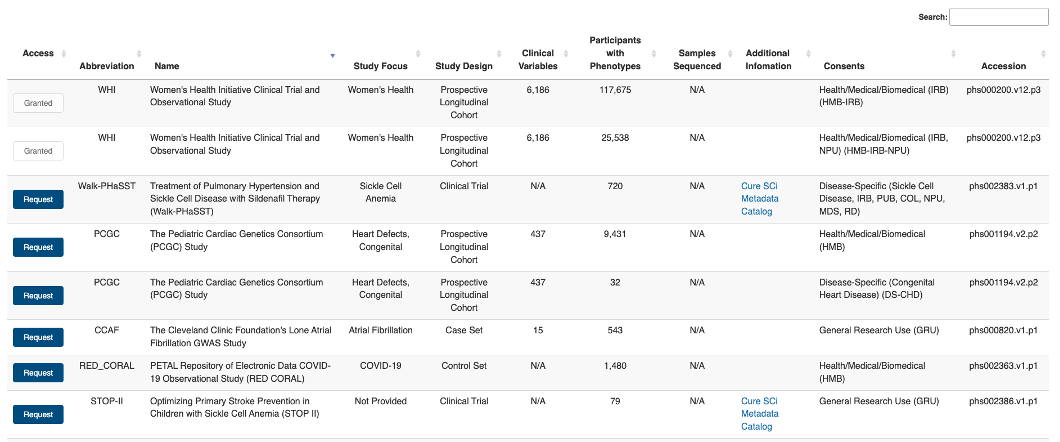 Search:
Access Abbreviation Name Study Focus Study Design Clinical Variables Participants with Phenotypes Samples Sequenced Additional Infomation Consents Accession
Granted WHI Women's Health Initiative Clinical Trial and Observational Study Women's Health Prospective Longitudinal Cohort 6,186 117,675 N/A Health/Medical/Biomedical (IRB) (HMB-IRB) phs000200.v12.p3
Granted WHI Women's Health Initiative Clinical Trial and Observational Study Women's Health Prospective Longitudinal Cohort 6,186 25,538 N/A Health/Medical/Biomedical (IRB, NPU) (HMB-IRB-NPU) phs000200.v12.p3
Request Walk-PHaSST Treatment of Pulmonary Hypertension and Sickle Cell Disease with Sildenafil Therapy (Walk-PHaSST) Sickle Cell Anemia Clinical Trial N/A 720 N/A Cure SCi Metadata Catalog Disease-Specific (Sickle Cell Disease, IRB, PUB, COL, NPU, MDS, RD) phs002383.v1.p1
Request PCGC The Pediatric Cardiac Genetics Consortium (PCGC) Study Heart Defects, Congenital Prospective Longitudinal Cohort 437 9,431 N/A Health/Medical/Biomedical (HMB) phs001194.v2.p2
Request PCGC The Pediatric Cardiac Genetics Consortium (PCGC) Study Heart Defects, Congenital Prospective Longitudinal Cohort 437 32 N/A Disease-Specific (Congenital Heart Disease) (DS-CHD) phs001194.v2.p2
Request CCAF The Cleveland Clinic Foundation's Lone Atrial Fibrillation GWAS Study Atrial Fibrillation Case Set 15 543 N/A General Research Use (GRU) phs000820.v1.p1
Request RED_CORAL PETAL Repository of Electronic Data COVID-19 Observational Study (RED CORAL) COVID-19 Control Set N/A 1,480 N/A Health/Medical/Biomedical (HMB) phs002363.v1.p1
Request STOP-II Optimizing Primary Stroke Prevention in Children with Sickle Cell Anemia (STOP II) Not Provided Clinical Trial N/A 79 N/A Cure SCi Metadata Catalog General Research Use (GRU) phs002386.v1.p1